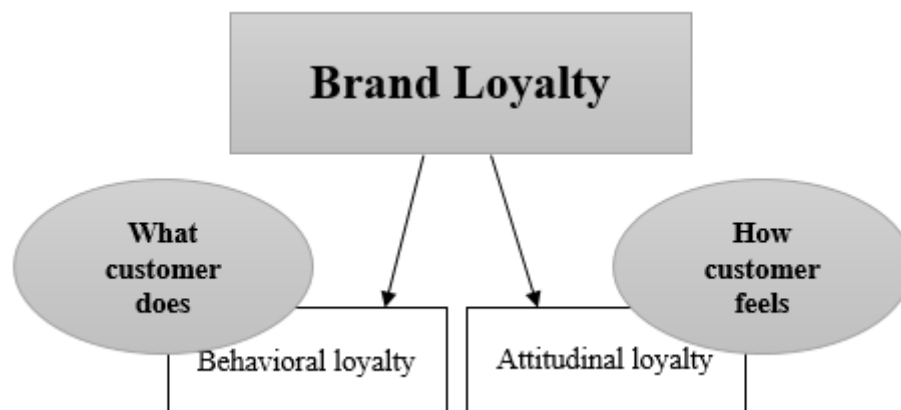 Brand Loyalty
What
customer
does
How
customer
feels
Behavioral loyalty
Attitudinal loyalty